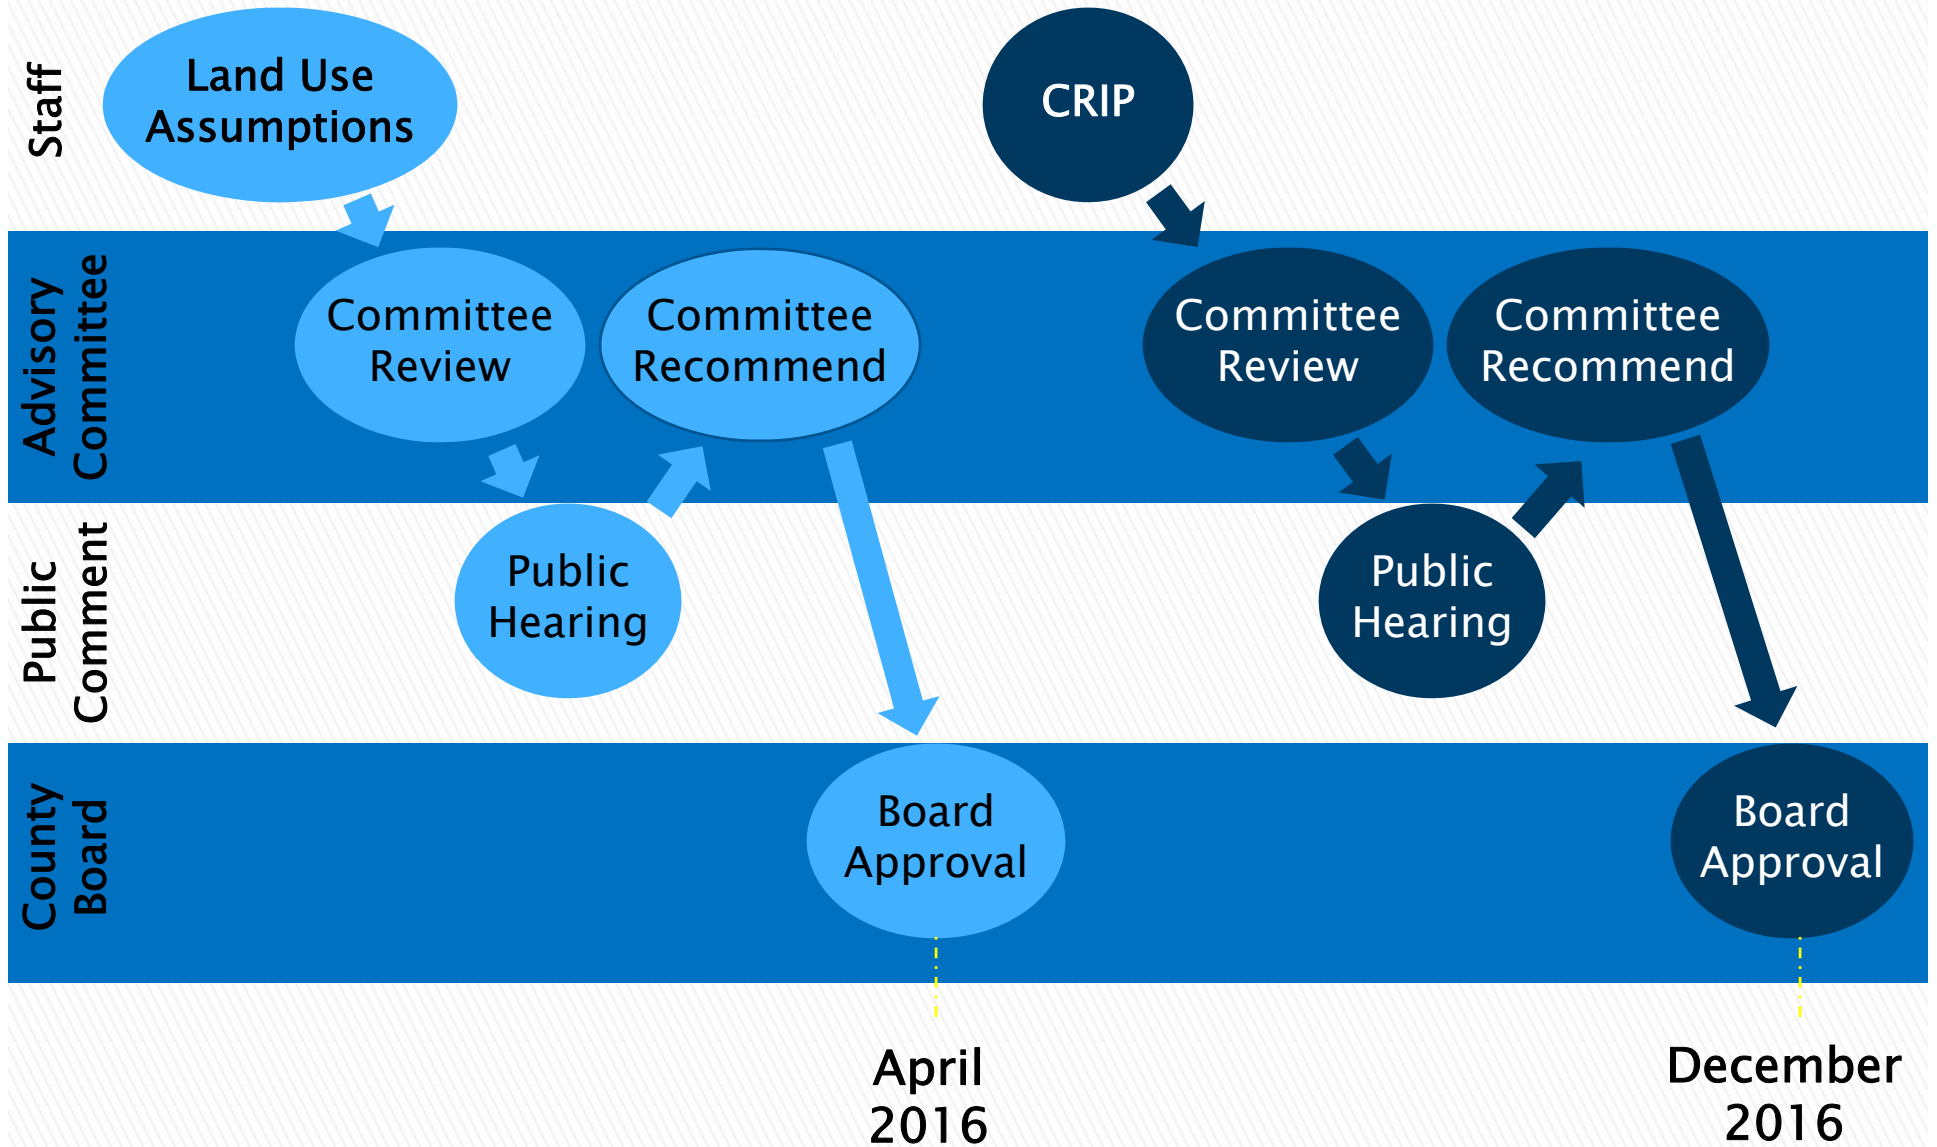 Staff
Land Use
Assumptions
CRIP
Advisory
Committee
Committee
Review
Committee
Recommend
Committee
Review
Committee
Recommend
Public
Comment
Public
Hearing
Public
Hearing
County
Board
Board
Approval
Board
Approval
April
2016
December
2016